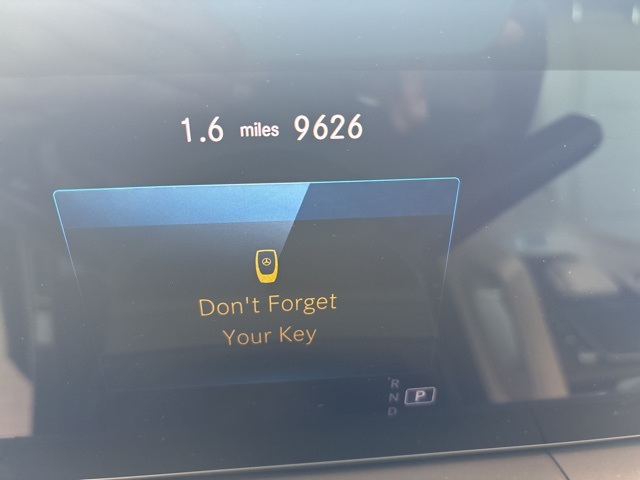 1.6 miles 9626
Don't Forget
Your Key
R
N P
D